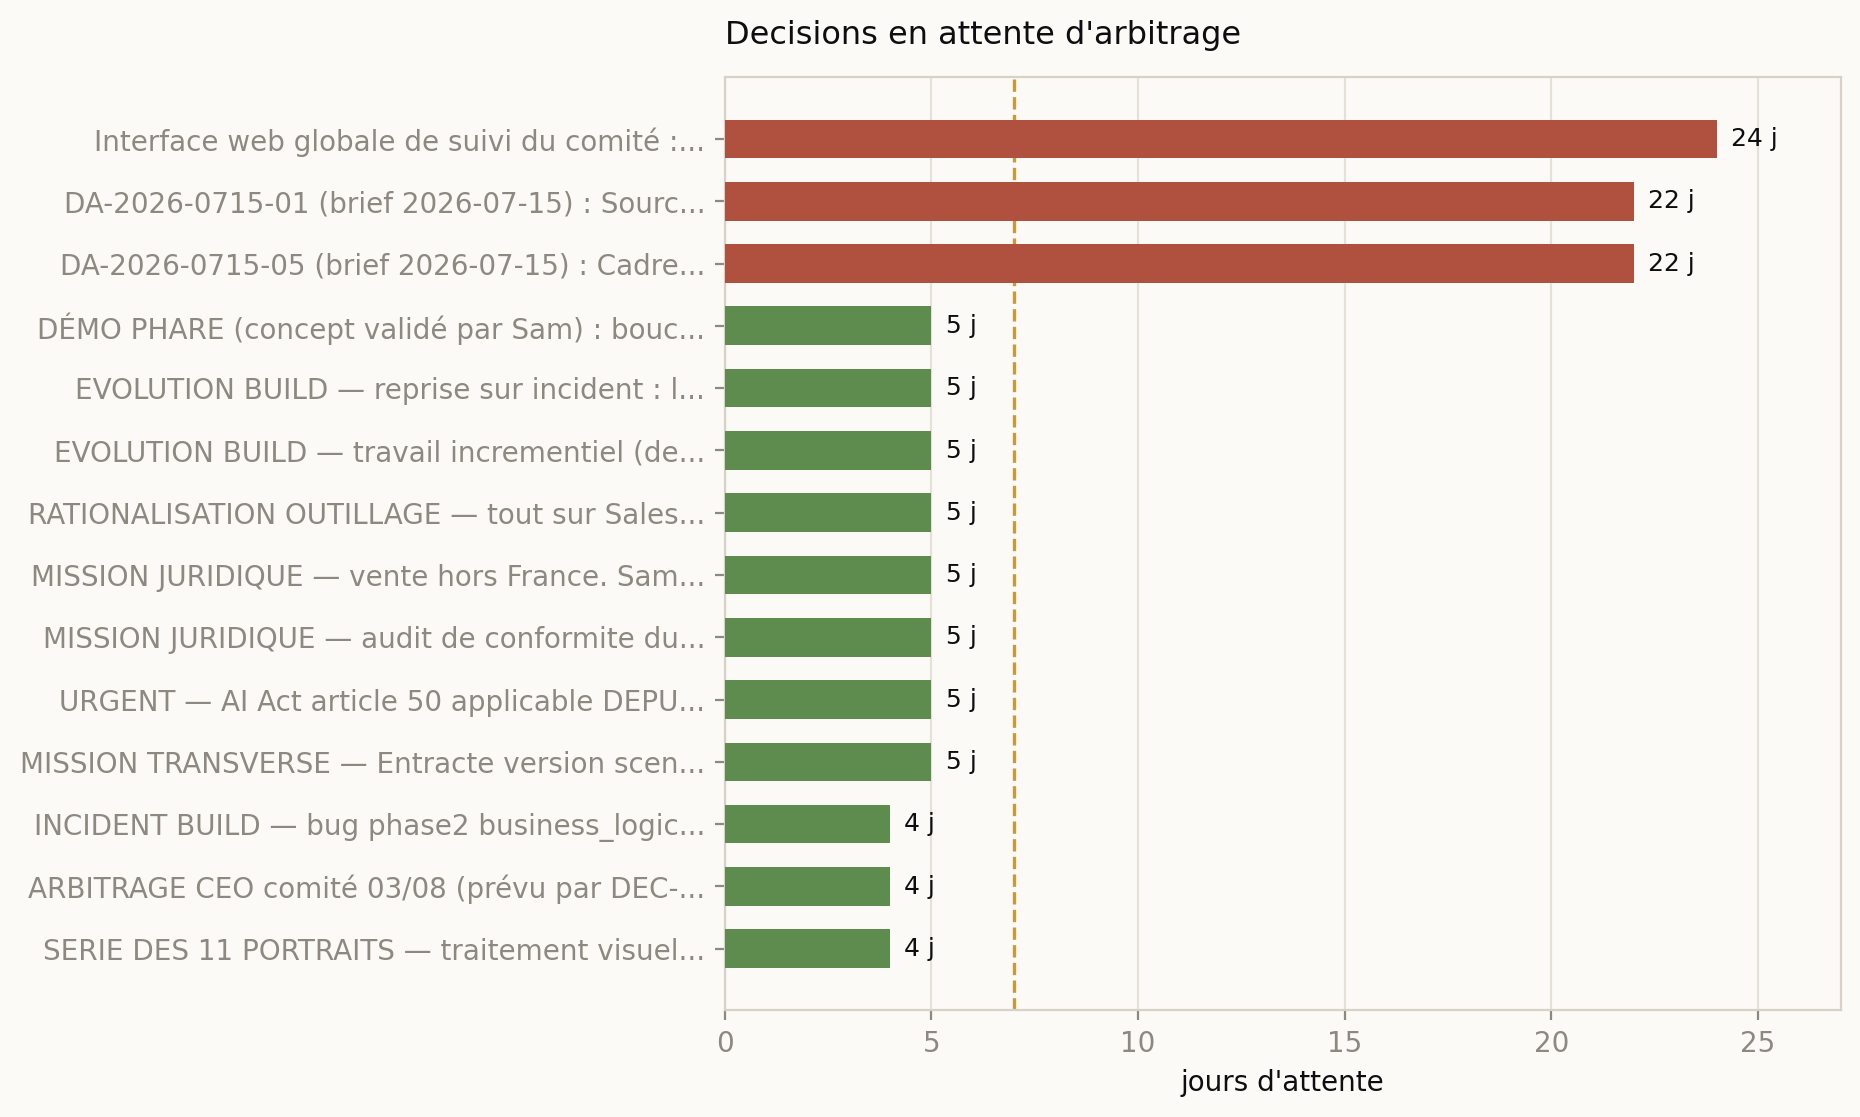 Decisions en attente d'arbitrage
Interface web globale de suivi du comité :... 24 j
DA-2026-0715-01 (brief 2026-07-15) : Sourc... 22 j
DA-2026-0715-05 (brief 2026-07-15) : Cadre... 22 j
DÉMO PHARE (concept validé par Sam) : bouc... 5 j
EVOLUTION BUILD — reprise sur incident : l... 5 j
EVOLUTION BUILD — travail incrementiel (de... 5 j
RATIONALISATION OUTILLAGE — tout sur Sales... 5 j
MISSION JURIDIQUE — vente hors France. Sam... 5 j
MISSION JURIDIQUE — audit de conformite du... 5 j
URGENT — AI Act article 50 applicable DEPU... 5 j
MISSION TRANSVERSE — Entracte version scen... 5 j
INCIDENT BUILD — bug phase2 business_logic... 4 j
ARBITRAGE CEO comité 03/08 (prévu par DEC-... 4 j
SERIE DES 11 PORTRAITS — traitement visuel... 4 j
0 5 10 15 20 25
jours d'attente